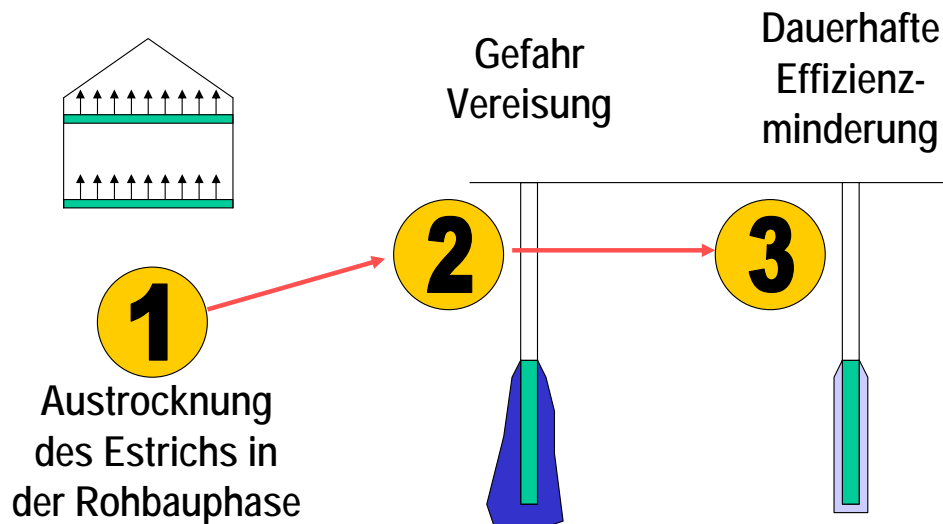 Gefahr
Vereisung
Dauerhafte
Effizienz-
minderung
1
2
3
Austrocknung
des Estrichs in
der Rohbauphase